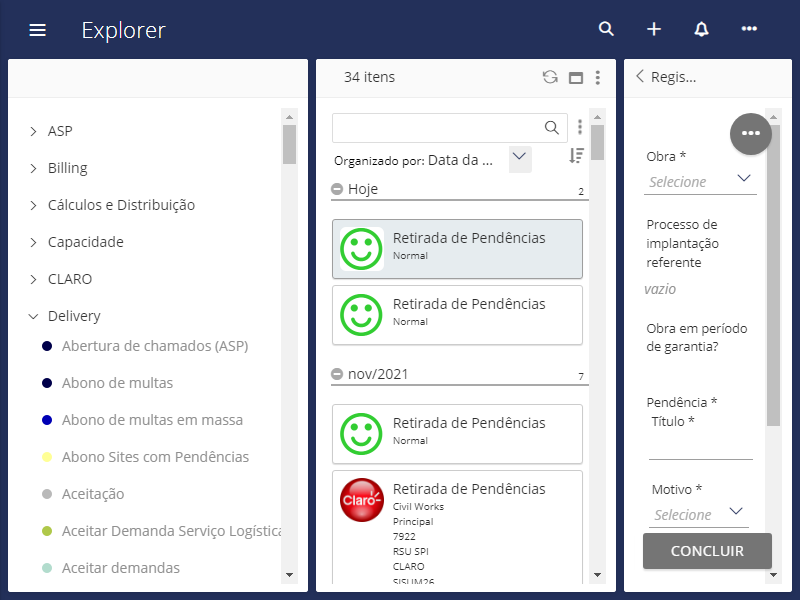 Explorer
ASP
Billing
Cálculos e Distribuição
Capacidade
CLARO
Delivery
Abertura de chamados (ASP)
Abono de multas
Abono de multas em massa
Abono Sites com Pendências
Aceitação
Aceitar Demanda Serviço Logística
Aceitar demandas
34 itens
Organizado por: Data da ...
Hoje 2
Retirada de Pendências
Normal
Retirada de Pendências
Normal
nov/2021 7
Retirada de Pendências
Normal
Claro
Retirada de Pendências
Civil Works
Principal
7922
RSU SPI
CLARO
SISUM26
Regis...
Obra *
Selecione
Processo de
implantação
referente
vazio
Obra em período
de garantia?
Pendência *
Título *
Motivo *
Selecione
CONCLUIR